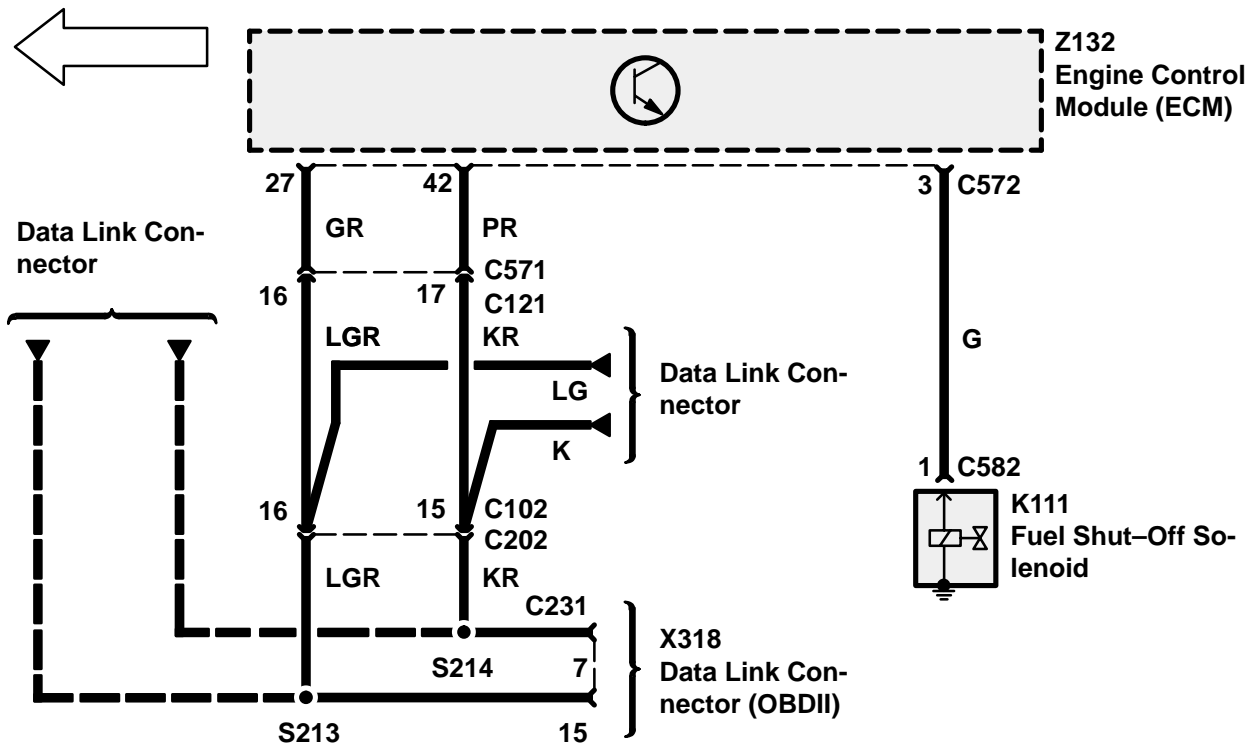 Z132
Engine Control
Module (ECM)
27
42
3
C572
GR
PR
Data Link Con-
nector
16
17
C571
C121
LGR
KR
G
LG
Data Link Con-
nector
K
1
C582
16
15
C102
C202
K111
Fuel Shut–Off So-
lenoid
LGR
KR
C231
X318
Data Link Con-
nector (OBDII)
S214
7
S213
15